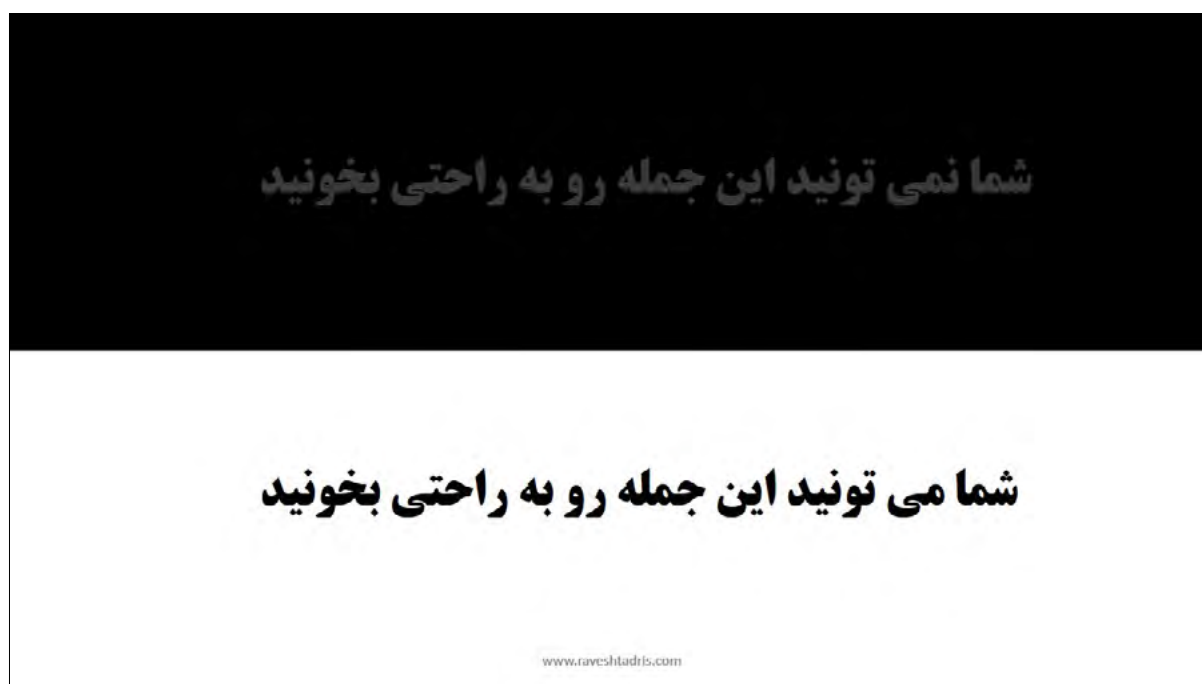 شما نمی تونید این جمله رو به راحتی بخونید
شما می تونید این جمله رو به راحتی بخونید
www.raveshtadris.com